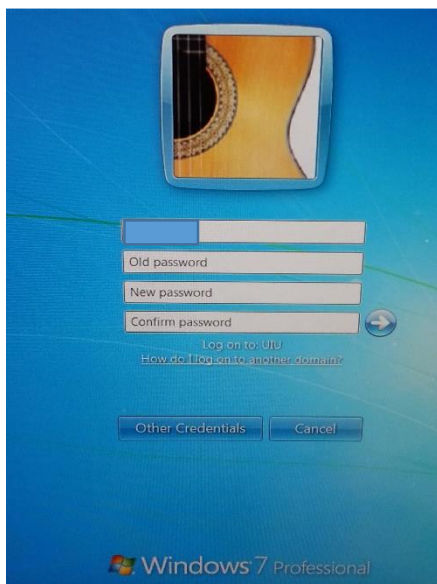 Old password
New password
Confirm password
Log on to: UIU
How do I log on to another domain?
Other Credentials
Cancel
Windows 7 Professional